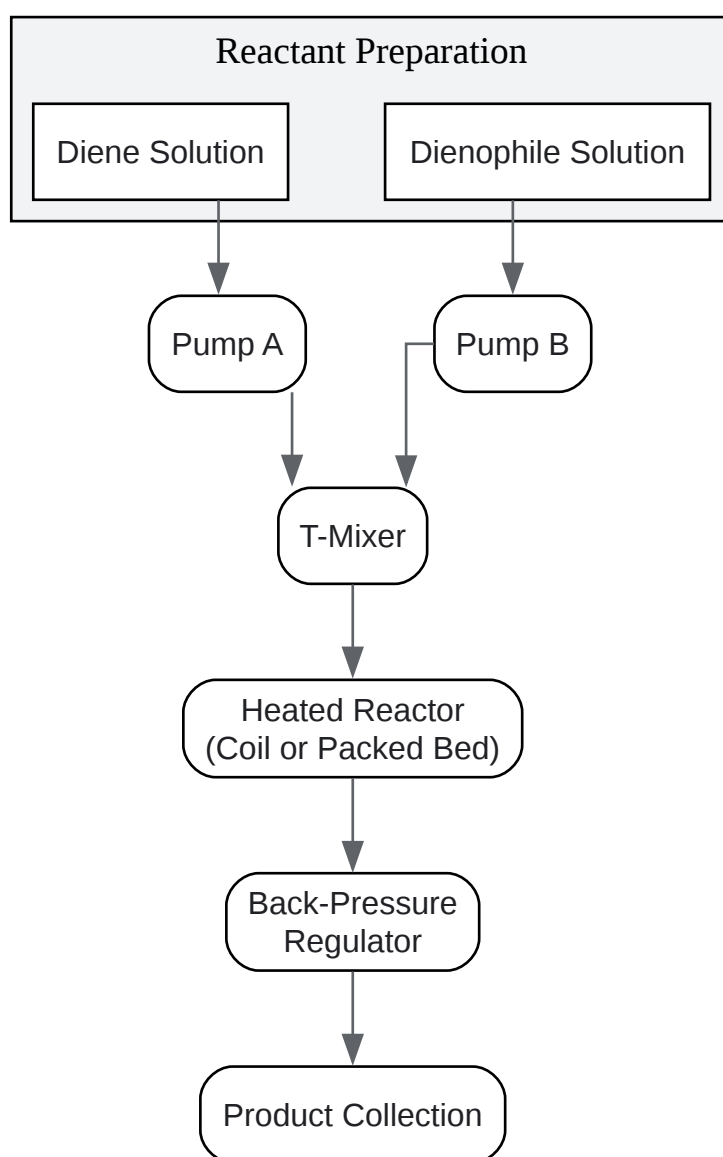 Reactant Preparation
Diene Solution
Dienophile Solution
Pump A
Pump B
T-Mixer
Heated Reactor
(Coil or Packed Bed)
Back-Pressure
Regulator
Product Collection